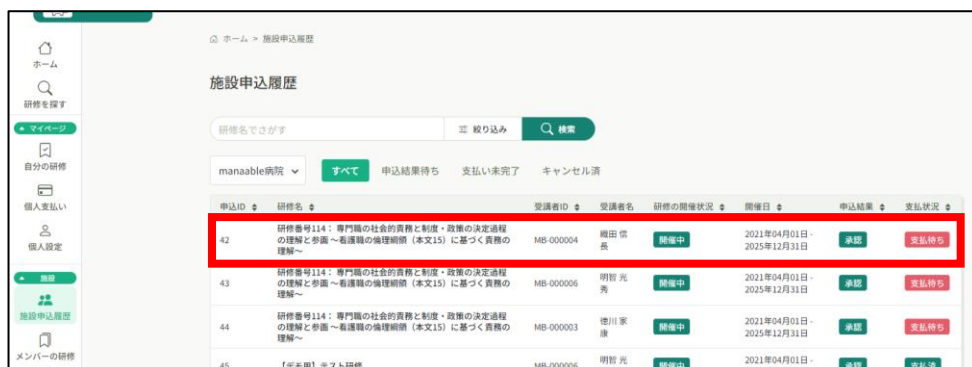 ホーム > 施設申込履歴
ホーム
研修を探す
マイページ
自分の研修
個人支払い
個人設定
施設
施設申込履歴
メンバーの研修
施設申込履歴
研修名でさがす 絞り込み 検索
manaable病院 すべて 申込結果待ち 支払い未完了 キャンセル済
申込ID 研修名 受講者ID 受講者名 研修の開催状況 開催日 申込結果 支払状況
42 研修番号114： 専門職の社会的責務と制度・政策の決定過程 MB-000004 織田 信 開催中 2021年04月01日 - 承認 支払待ち
の理解と参画 ～看護職の倫理綱領（本文15）に基づく責務の 長 2025年12月31日
理解～
43 研修番号114： 専門職の社会的責務と制度・政策の決定過程 MB-000006 明智 光 開催中 2021年04月01日 - 承認 支払待ち
の理解と参画 ～看護職の倫理綱領（本文15）に基づく責務の 秀 2025年12月31日
理解～
44 研修番号114： 専門職の社会的責務と制度・政策の決定過程 MB-000003 徳川 家 開催中 2021年04月01日 - 承認 支払待ち
の理解と参画 ～看護職の倫理綱領（本文15）に基づく責務の 康 2025年12月31日
理解～
45 【デモ用】テスト研修 MB-000006 明智 光 開催中 2021年04月01日 - 承認 支払済